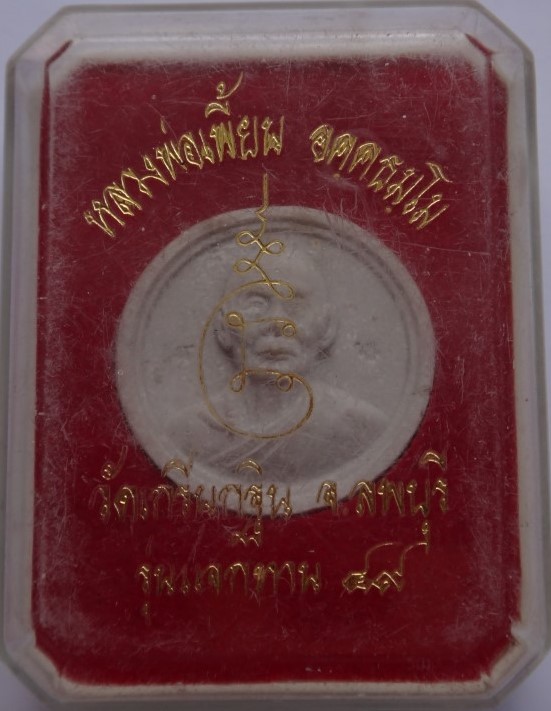 หลวงพ่อเพี้ยน อคฺคธมฺโม
วัดเกริ่นกฐิน จ.ลพบุรี
รุ่นแจกทาน ๔๙